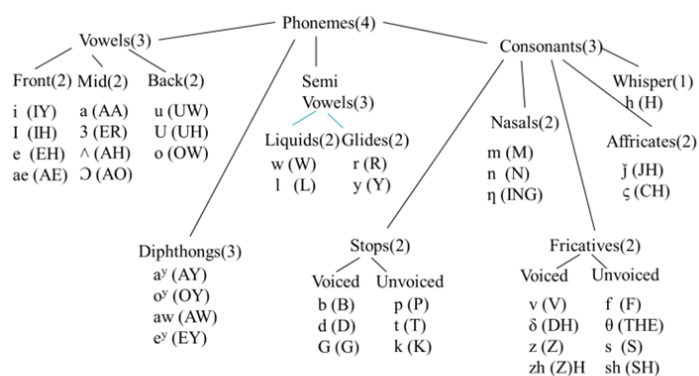 Phonemes(4)
Vowels(3)
Consonants(3)
Front(2) Mid(2) Back(2)
i (IY) a (AA) u (UW)
I (IH) 3 (ER) U (UH)
e (EH) ^ (AH) o (OW)
ae (AE) Ɔ (AO)
Semi
Vowels(3)
Liquids(2) Glides(2)
w (W) r (R)
l (L) y (Y)
Nasals(2)
m (M)
n (N)
η (ING)
Whisper(1)
h (H)
Affricates(2)
ǰ (JH)
ς (CH)
Diphthongs(3)
aʸ (AY)
oʸ (OY)
aw (AW)
eʸ (EY)
Stops(2)
Voiced Unvoiced
b (B) p (P)
d (D) t (T)
G (G) k (K)
Fricatives(2)
Voiced Unvoiced
v (V) f (F)
δ (DH) θ (THE)
z (Z) s (S)
zh (Z)H sh (SH)